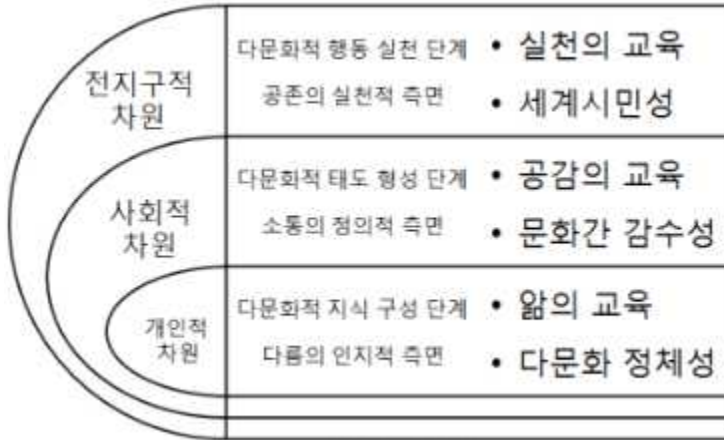 전지구적
차원
다문화적 행동 실천 단계
공존의 실천적 측면
• 실천의 교육
• 세계시민성
사회적
차원
다문화적 태도 형성 단계
소통의 정의적 측면
• 공감의 교육
• 문화간 감수성
개인적
차원
다문화적 지식 구성 단계
다름의 인지적 측면
• 앎의 교육
• 다문화 정체성